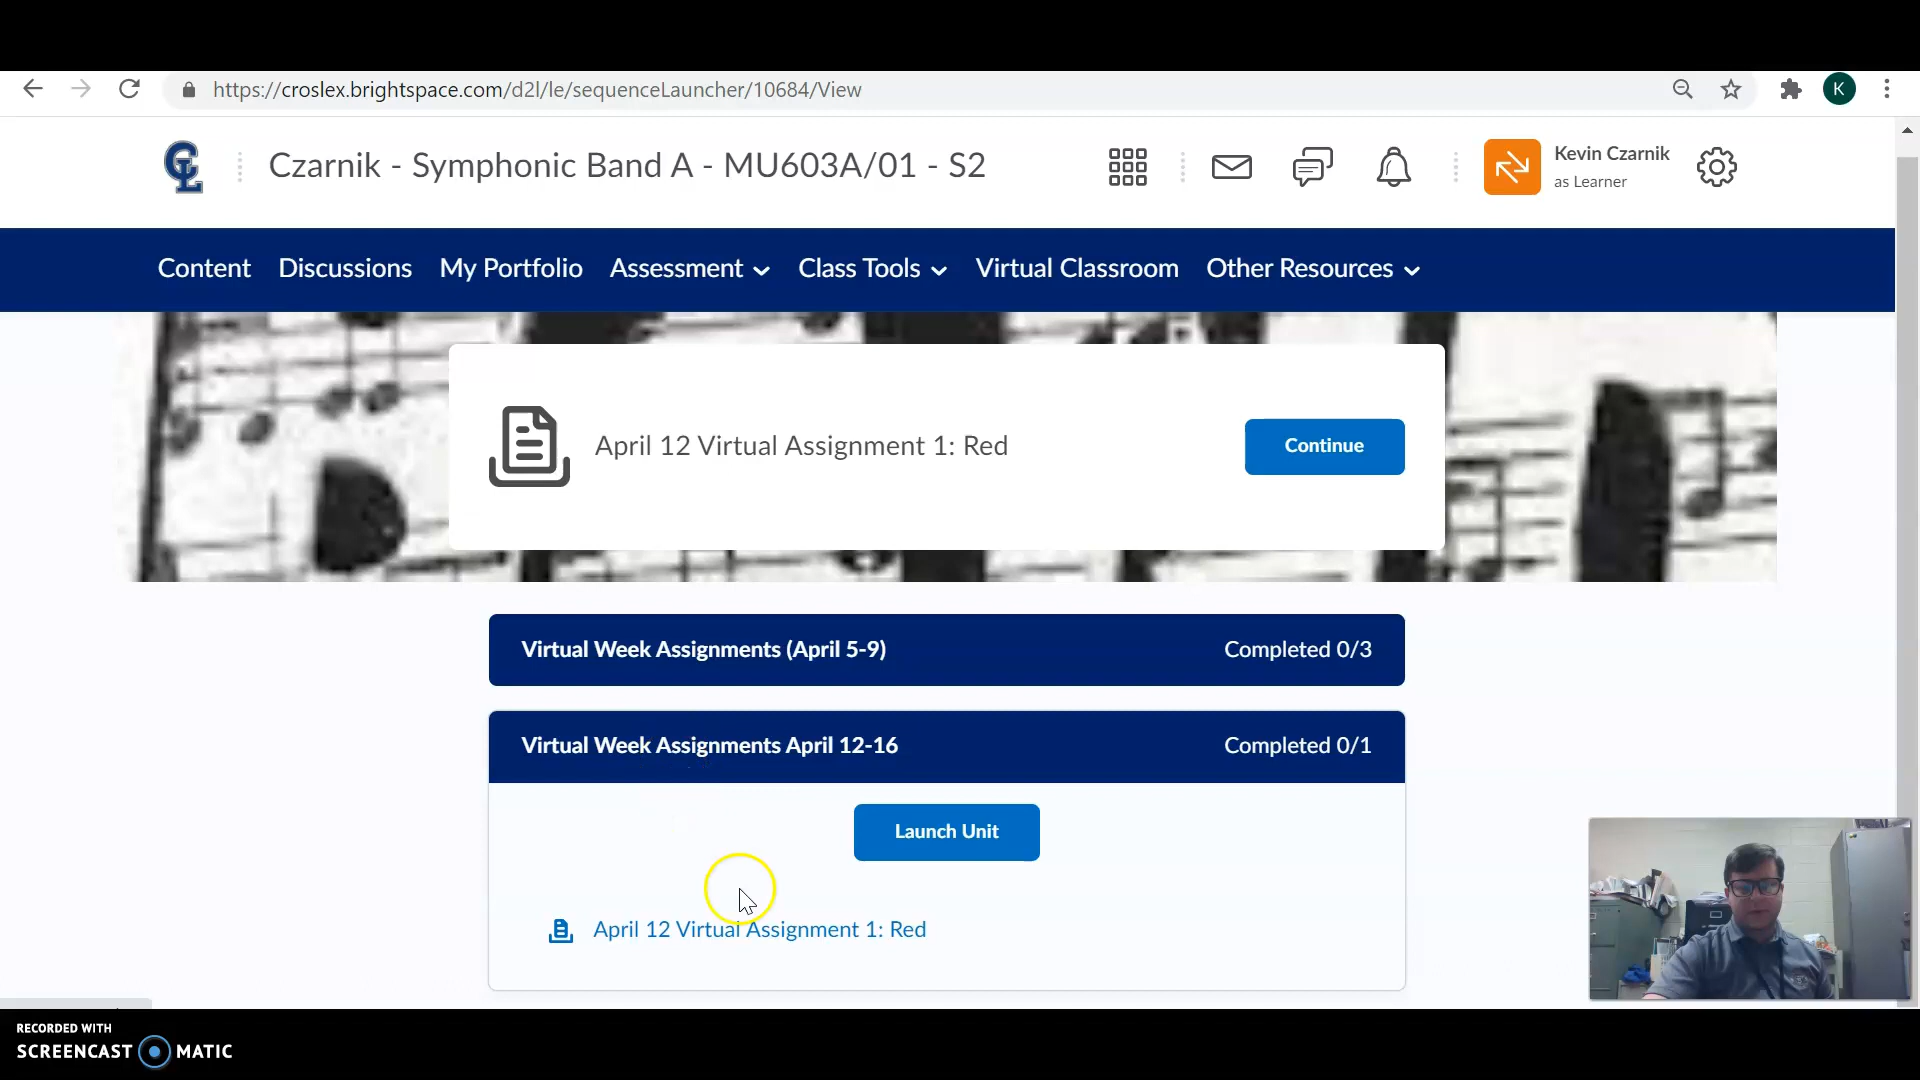 https://croslex.brightspace.com/d2l/le/sequenceLauncher/10684/View
K
CL
Czarnik - Symphonic Band A - MU603A/01 - S2
Kevin Czarnik
as Learner
Content Discussions My Portfolio Assessment Class Tools Virtual Classroom Other Resources
April 12 Virtual Assignment 1: Red
Continue
Virtual Week Assignments (April 5-9) Completed 0/3
Virtual Week Assignments April 12-16 Completed 0/1
Launch Unit
April 12 Virtual Assignment 1: Red
RECORDED WITH
SCREENCAST MATIC